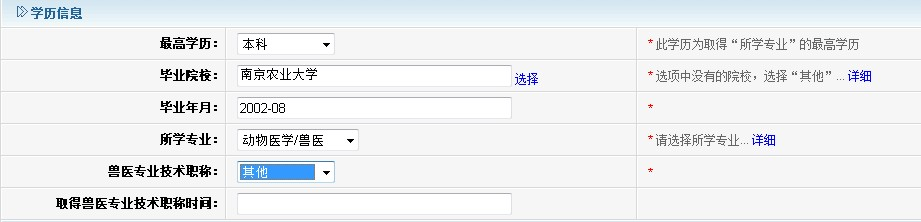 学历信息
最高学历： 本科 *此学历为取得“所学专业”的最高学历
毕业院校： 南京农业大学 选择 *选项中没有的院校，选择“其他”... 详细
毕业年月： 2002-08 *
所学专业： 动物医学/兽医 *请选择所学专业... 详细
兽医专业技术职称： 其他 *
取得兽医专业技术职称时间：